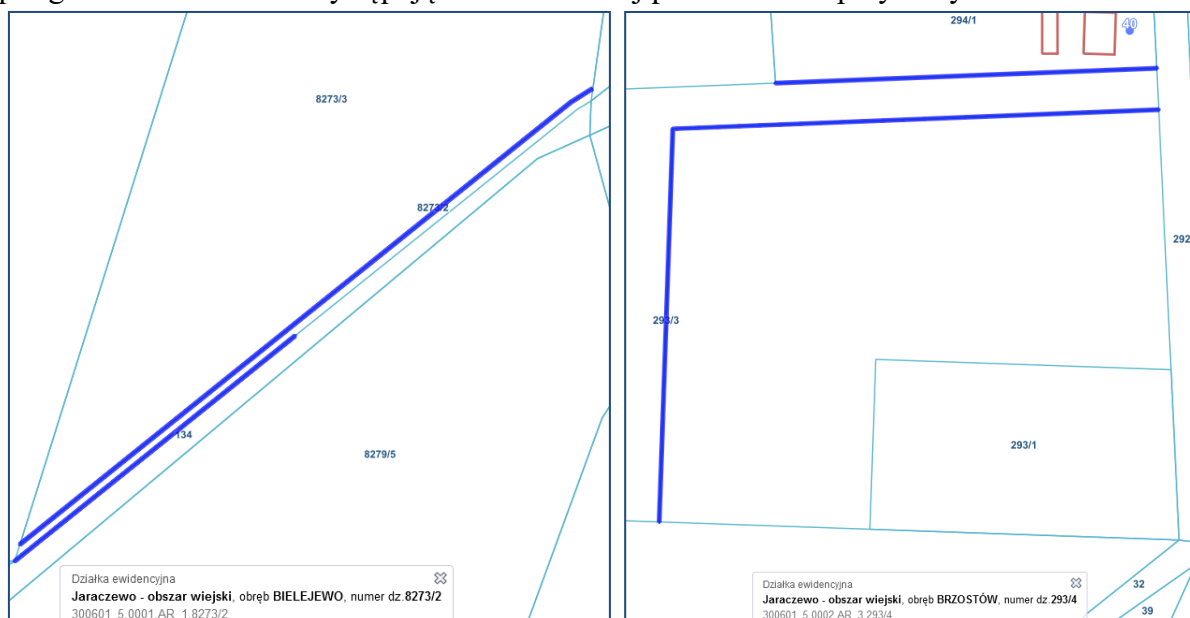 8273/3
8273/2
134
8279/5
Działka ewidencyjna
Jaraczewo - obszar wiejski, obręb BIELEJEWO, numer dz.8273/2
300601_5.0001.AR_1.8273/2
294/1
40
292
293/3
293/1
32
39
Działka ewidencyjna
Jaraczewo - obszar wiejski, obręb BRZOSTÓW, numer dz.293/4
300601_5.0002.AR_3.293/4